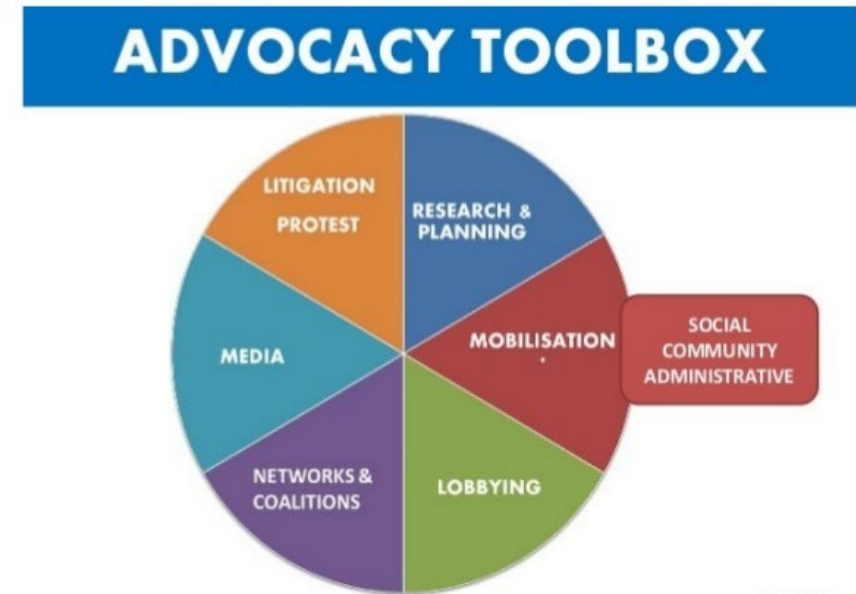 ADVOCACY TOOLBOX
LITIGATION
PROTEST
RESEARCH &
PLANNING
MEDIA
MOBILISATION
SOCIAL
COMMUNITY
ADMINISTRATIVE
NETWORKS &
COALITIONS
LOBBYING